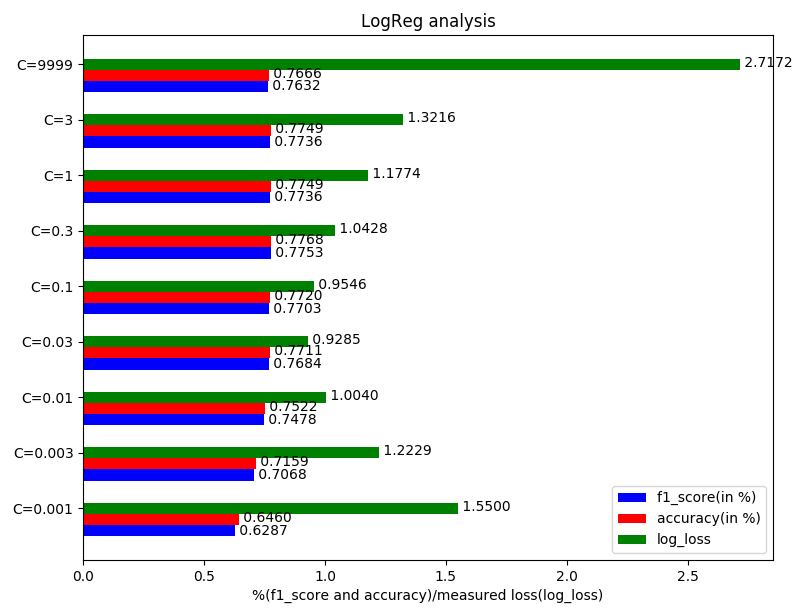 LogReg analysis
C=9999
2.7172
0.7666
0.7632
C=3
1.3216
0.7749
0.7736
C=1
1.1774
0.7749
0.7736
C=0.3
1.0428
0.7768
0.7753
C=0.1
0.9546
0.7720
0.7703
C=0.03
0.9285
0.7711
0.7684
C=0.01
1.0040
0.7522
0.7478
C=0.003
1.2229
0.7159
0.7068
C=0.001
1.5500
0.6460
0.6287
f1_score(in %)
accuracy(in %)
log_loss
0.0 0.5 1.0 1.5 2.0 2.5
%(f1_score and accuracy)/measured loss(log_loss)